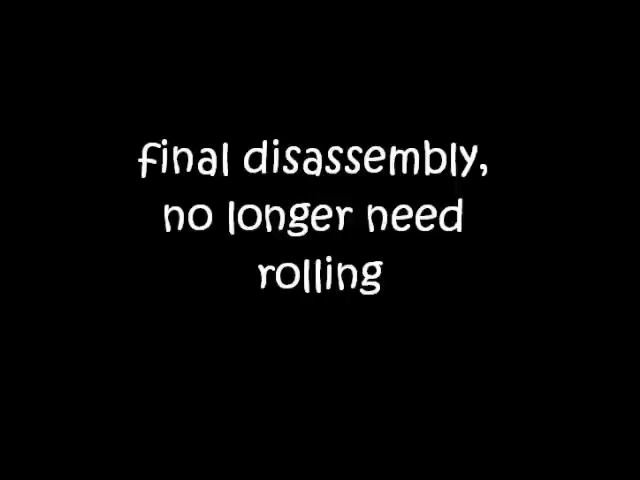 final disassembly,
no longer need
rolling